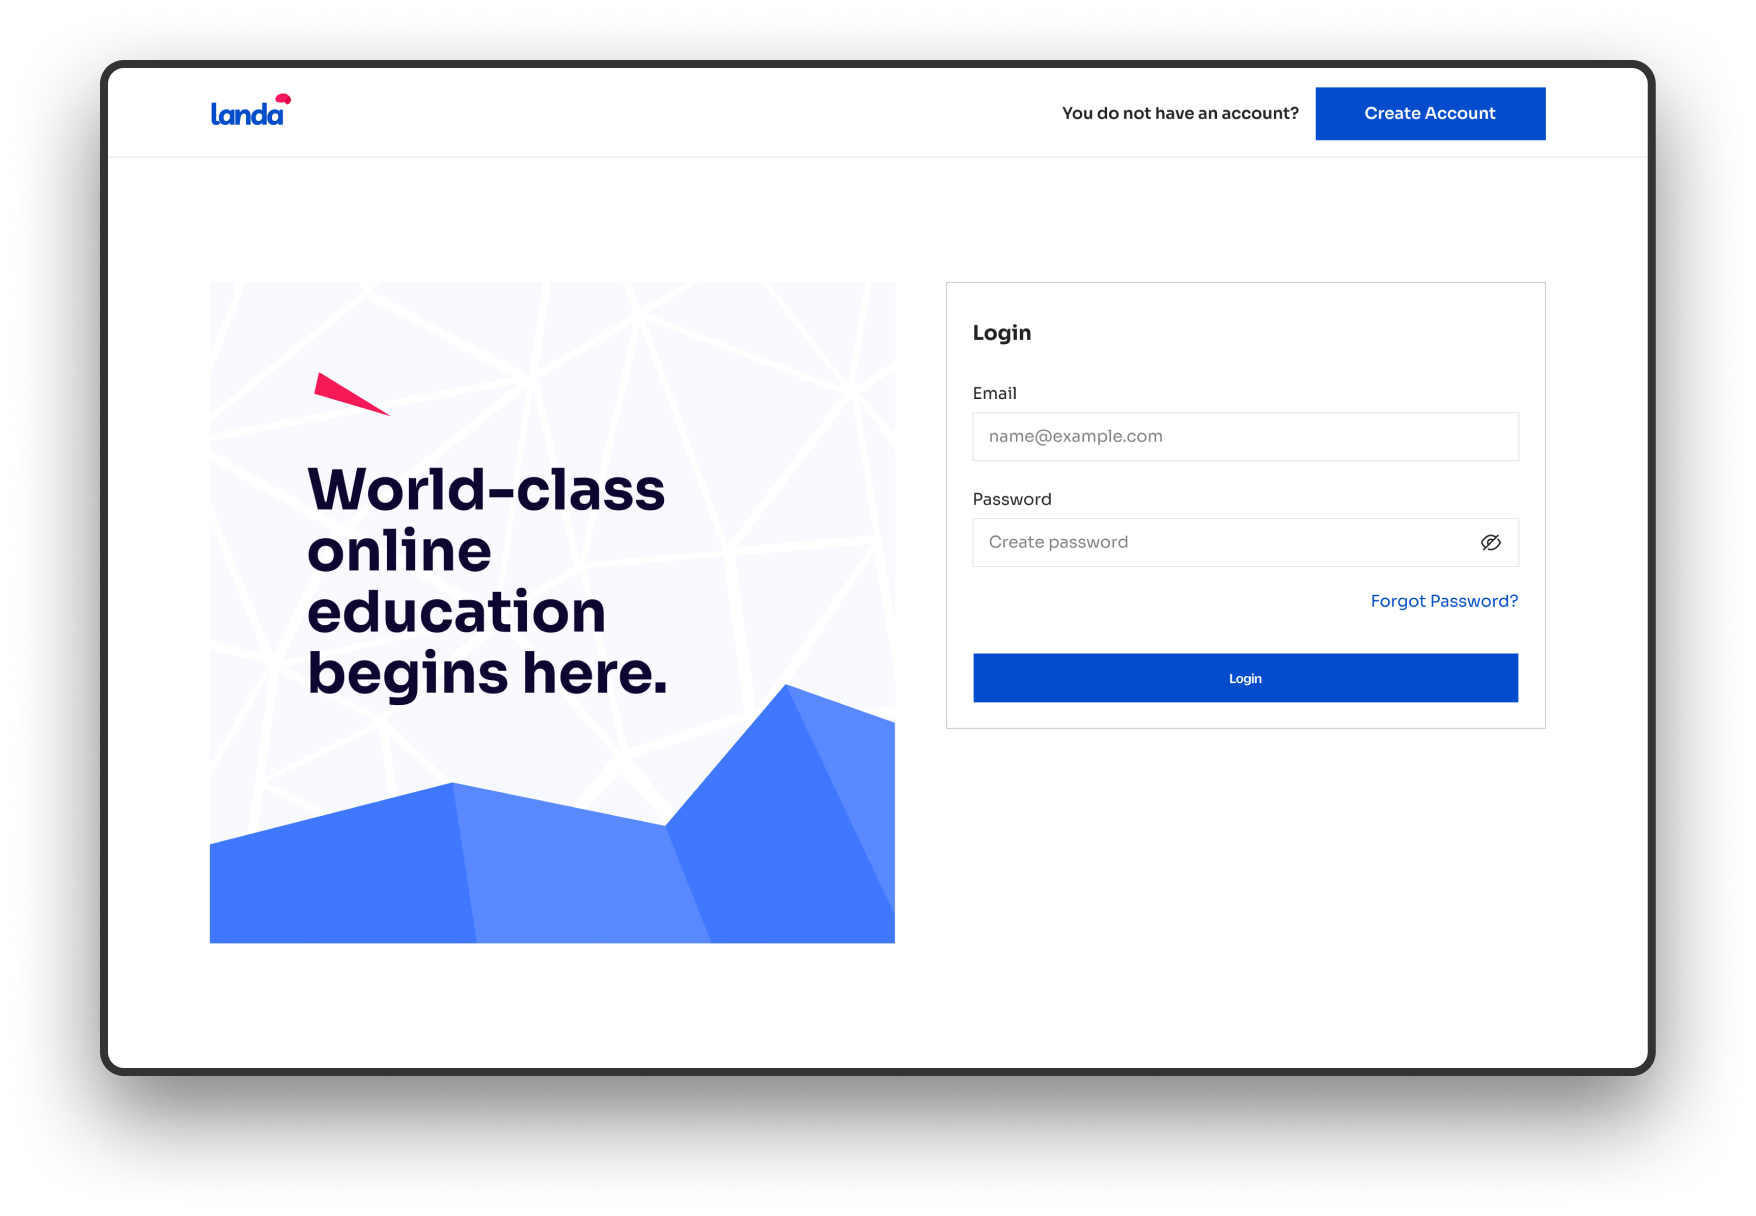 landa
You do not have an account?
Create Account
World-class
online
education
begins here.
Login
Email
name@example.com
Password
Create password
Forgot Password?
Login